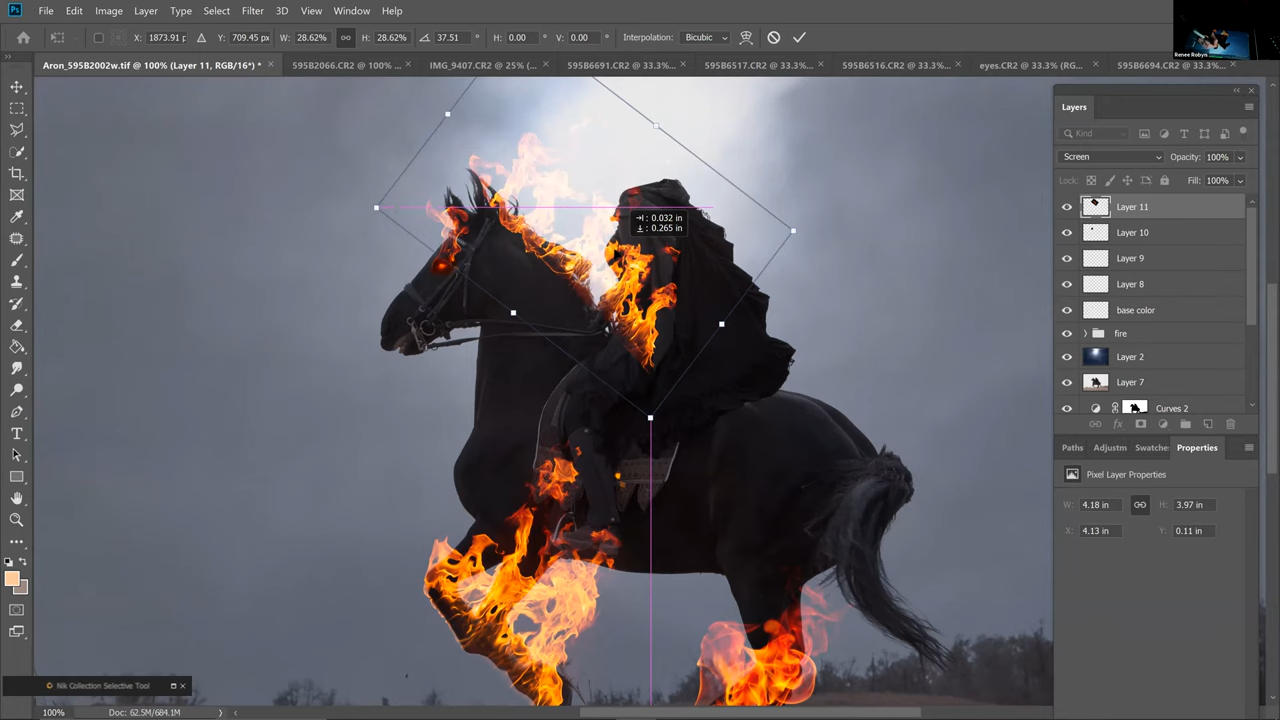 Ps File Edit Image Layer Type Select Filter 3D View Window Help
Renee Robyn
X: 1873.91 p Y: 709.45 px W: 28.62% H: 28.62% 37.51 ° H: 0.00 ° V: 0.00 ° Interpolation: Bicubic
Aron_595B2002w.tif @ 100% (Layer 11, RGB/16*) * × 595B2066.CR2 @ 100% ... × IMG_9407.CR2 @ 25% (... × 595B6691.CR2 @ 33.3%... × 595B6517.CR2 @ 33.3%... × 595B6516.CR2 @ 33.3%... × eyes.CR2 @ 33.3% (RG... × 595B6694.CR2 @ 33.3%... ×
Layers
Kind
Screen Opacity: 100%
Lock: Fill: 100%
Layer 11
Layer 10
Layer 9
Layer 8
base color
fire
Layer 2
Layer 7
Curves 2
fx
: 0.032 in
: 0.265 in
Paths Adjustm Swatche Properties
Pixel Layer Properties
W: 4.18 in H: 3.97 in
X: 4.13 in Y: 0.11 in
Nik Collection Selective Tool
100% Doc: 62.5M/684.1M